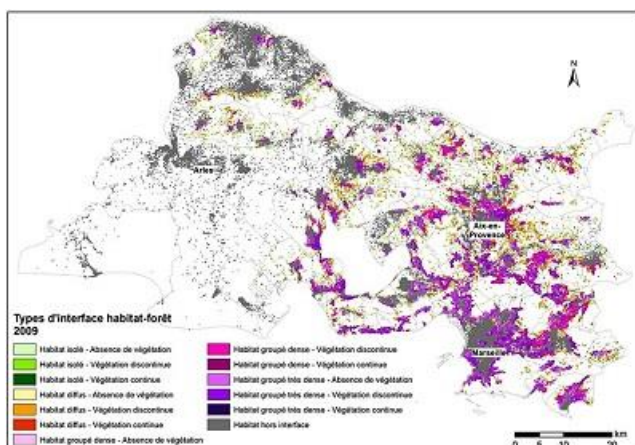 N
Arles
Aix-en-
Provence
Marseille
Types d'interface habitat-forêt
2009
Habitat isolé - Absence de végétation
Habitat isolé - Végétation discontinue
Habitat isolé - Végétation continue
Habitat diffus - Absence de végétation
Habitat diffus - Végétation discontinue
Habitat diffus - Végétation continue
Habitat groupé dense - Absence de végétation
Habitat groupé dense - Végétation discontinue
Habitat groupé dense - Végétation continue
Habitat groupé très dense - Absence de végétation
Habitat groupé très dense - Végétation discontinue
Habitat groupé très dense - Végétation continue
Habitat hors interface
km
0 5 10 20